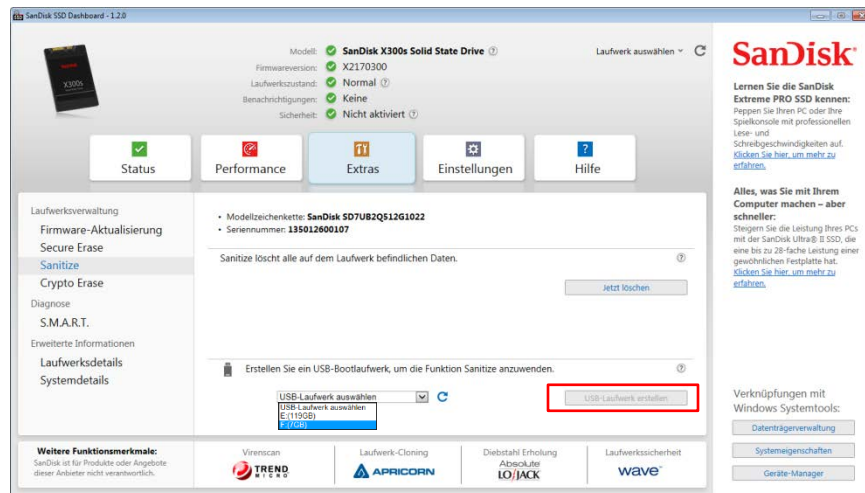 SanDisk SSD Dashboard - 1.2.0
SanDisk
X300s
Modell: SanDisk X300s Solid State Drive ?
Firmwareversion: X2170300
Laufwerkszustand: Normal ?
Benachrichtigungen: Keine
Sicherheit: Nicht aktiviert ?
Laufwerk auswählen
Status
Performance
Extras
Einstellungen
?
Hilfe
Laufwerksverwaltung
Firmware-Aktualisierung
Secure Erase
Sanitize
Crypto Erase
Diagnose
S.M.A.R.T.
Erweiterte Informationen
Laufwerksdetails
Systemdetails
• Modellzeichenkette: SanDisk SD7UB2Q512G1022
• Seriennummer: 135012600107
Sanitize löscht alle auf dem Laufwerk befindlichen Daten. ?
Jetzt löschen
Erstellen Sie ein USB-Bootlaufwerk, um die Funktion Sanitize anzuwenden. ?
USB-Laufwerk auswählen
USB-Laufwerk auswählen
E:(119GB)
F:(7GB)
USB-Laufwerk erstellen
SanDisk
Lernen Sie die SanDisk
Extreme PRO SSD kennen:
Peppen Sie Ihren PC oder Ihre
Spielkonsole mit professionellen
Lese- und
Schreibgeschwindigkeiten auf.
Klicken Sie hier, um mehr zu
erfahren.
Alles, was Sie mit Ihrem
Computer machen – aber
schneller:
Steigern Sie die Leistung Ihres PCs
mit der SanDisk Ultra® II SSD, die
eine bis zu 28-fache Leistung einer
gewöhnlichen Festplatte hat.
Klicken Sie hier, um mehr zu
erfahren.
Verknüpfungen mit
Windows Systemtools:
Datenträgerverwaltung
Systemeigenschaften
Geräte-Manager
Weitere Funktionsmerkmale:
SanDisk ist für Produkte oder Angebote
dieser Anbieter nicht verantwortlich.
Virenscan
TREND
MICRO
Laufwerk-Cloning
APRICORN
Diebstahl Erholung
Absolute
LO/JACK
Laufwerkssicherheit
wave